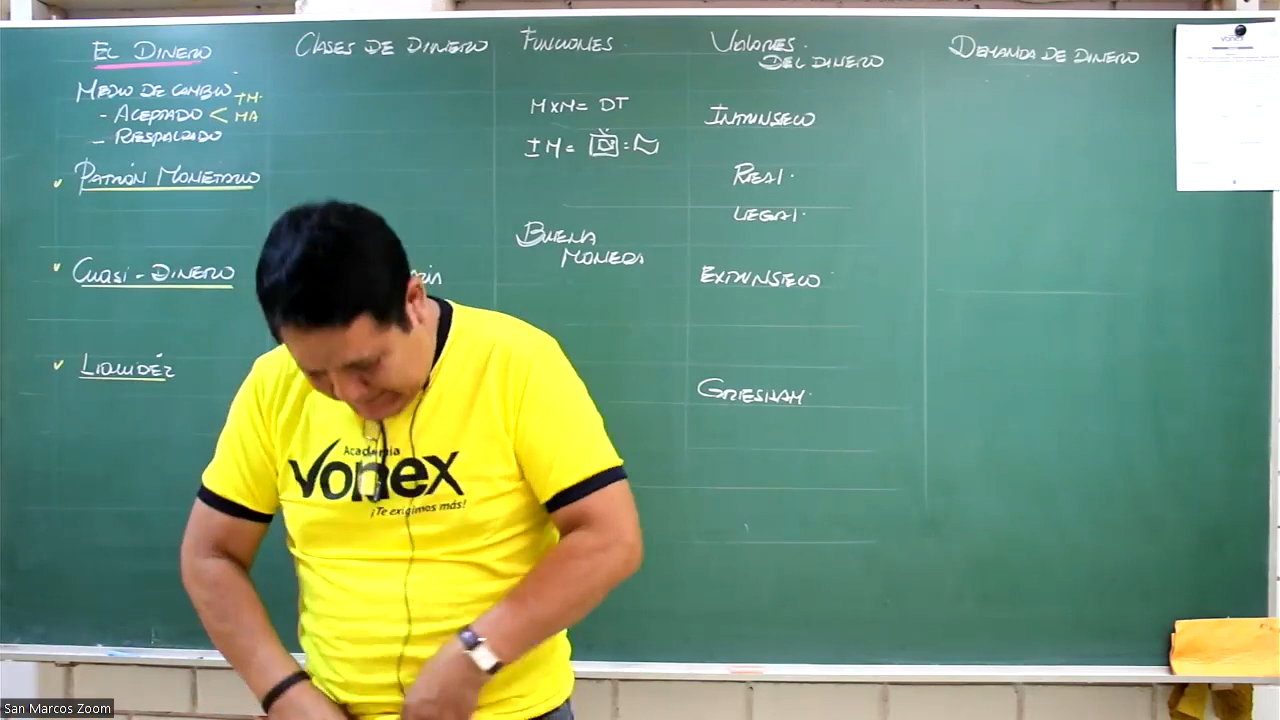 EL DINERO
MEDIO DE CAMBIO
- ACEPTADO < TM.
MA
- RESPALDADO
PATRÓN MONETARIO
CUASI - DINERO
LIQUIDEZ
CLASES DE DINERO
FUNCIONES
M x M = DT
± M =
BUENA
MONEDA
VALORES
DEL DINERO
INTRINSECO
REAL.
LEGAL.
EXTRINSECO
GRESHAM.
DEMANDA DE DINERO
vonex
Academia
Vonex
¡Te exigimos más!
San Marcos Zoom